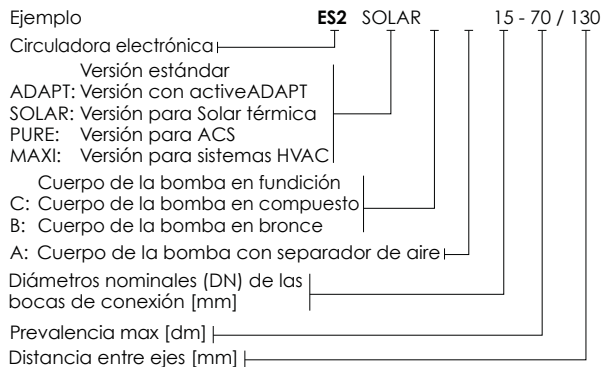 Ejemplo ES2 SOLAR 15 - 70 / 130
Circuladora electrónica
Versión estándar
ADAPT: Versión con activeADAPT
SOLAR: Versión para Solar térmica
PURE: Versión para ACS
MAXI: Versión para sistemas HVAC
Cuerpo de la bomba en fundición
C: Cuerpo de la bomba en compuesto
B: Cuerpo de la bomba en bronce
A: Cuerpo de la bomba con separador de aire
Diámetros nominales (DN) de las
bocas de conexión [mm]
Prevalencia max [dm]
Distancia entre ejes [mm]